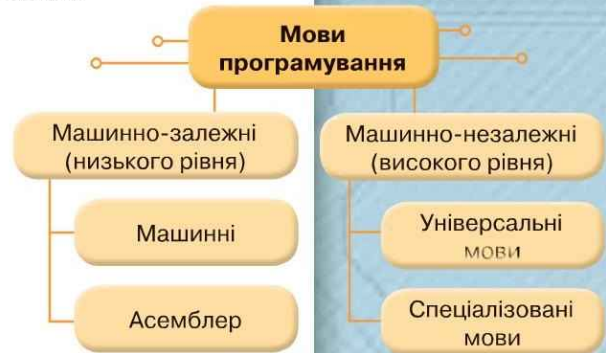 Мови
програмування
Машинно-залежні
(низького рівня)
Машинно-незалежні
(високого рівня)
Машинні
Універсальні
мови
Асемблер
Спеціалізовані
мови